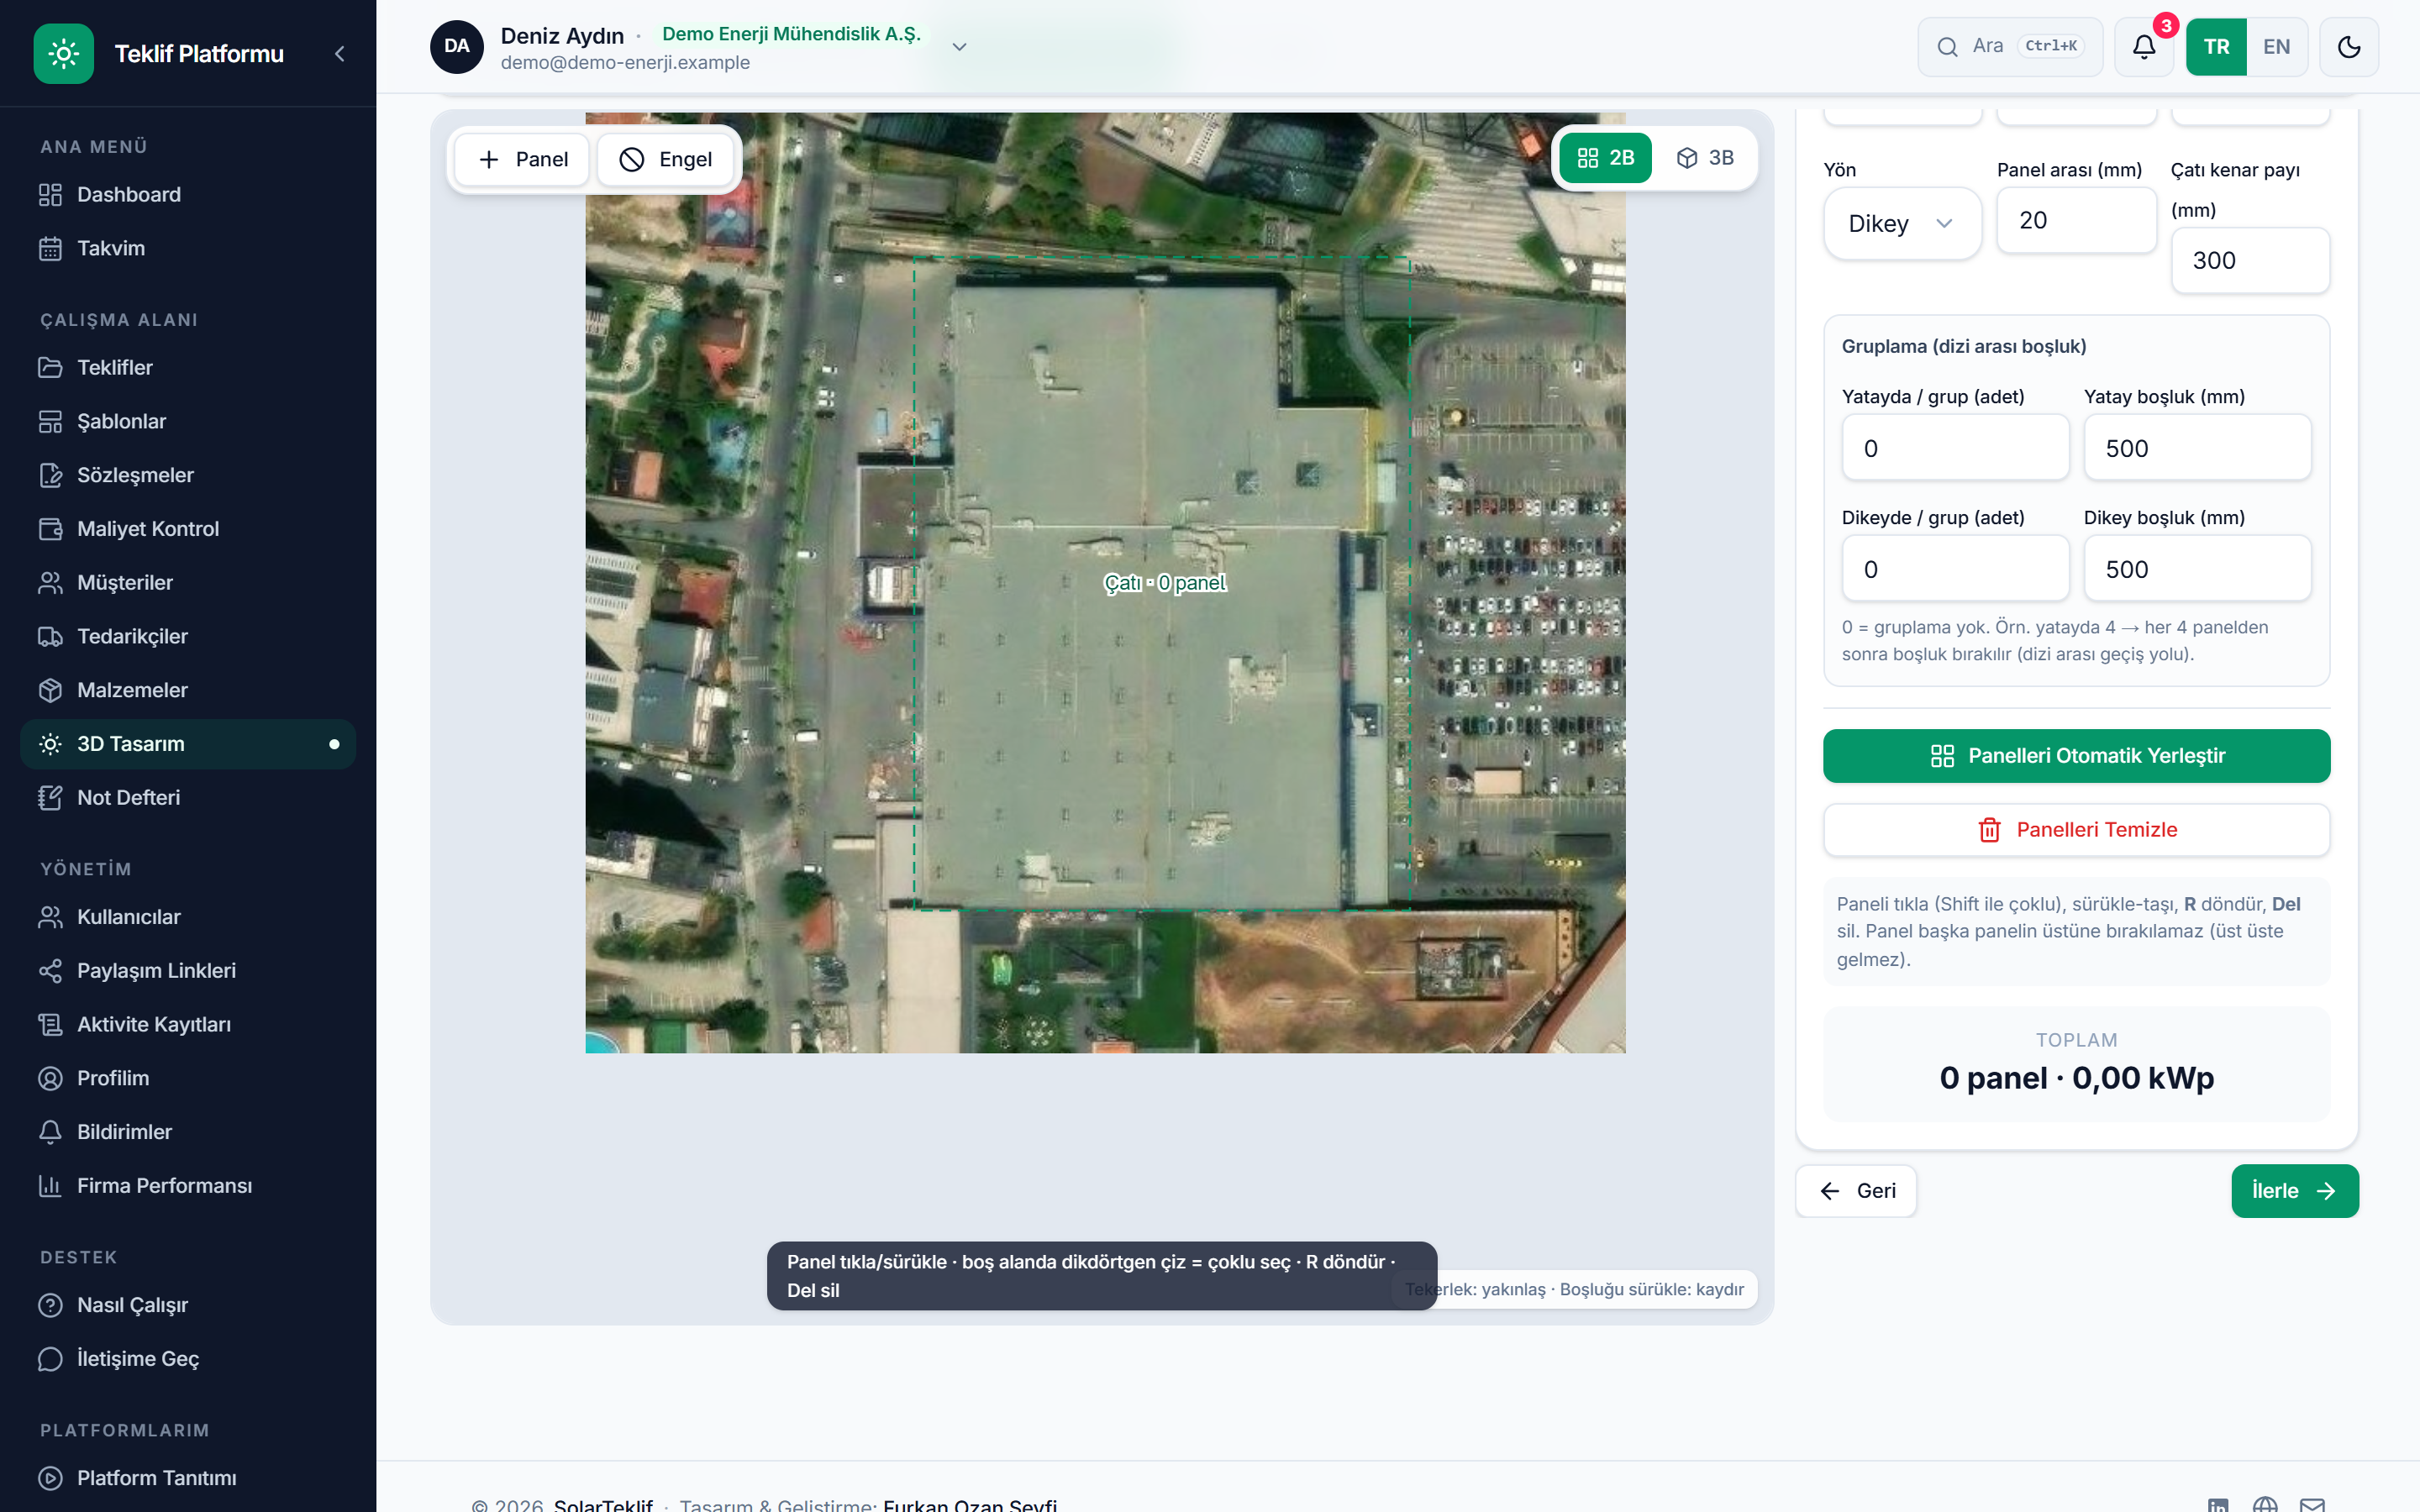 Teklif Platformu
ANA MENÜ
Dashboard
Takvim
ÇALIŞMA ALANI
Teklifler
Şablonlar
Sözleşmeler
Maliyet Kontrol
Müşteriler
Tedarikçiler
Malzemeler
3D Tasarım
Not Defteri
YÖNETİM
Kullanıcılar
Paylaşım Linkleri
Aktivite Kayıtları
Profilim
Bildirimler
Firma Performansı
DESTEK
Nasıl Çalışır
İletişime Geç
PLATFORMLARIM
Platform Tanıtımı
DA
Deniz Aydın · Demo Enerji Mühendislik A.Ş.
demo@demo-enerji.example
Ara Ctrl+K
3
TR EN
Panel Engel
2B 3B
Çatı · 0 panel
Panel tıkla/sürükle · boş alanda dikdörtgen çiz = çoklu seç · R döndür ·
Del sil
Tekerlek: yakınlaş · Boşluğu sürükle: kaydır
Yön Panel arası (mm) Çatı kenar payı
(mm)
Dikey 20 300
Gruplama (dizi arası boşluk)
Yatayda / grup (adet) Yatay boşluk (mm)
0 500
Dikeyde / grup (adet) Dikey boşluk (mm)
0 500
0 = gruplama yok. Örn. yatayda 4 → her 4 panelden
sonra boşluk bırakılır (dizi arası geçiş yolu).
Panelleri Otomatik Yerleştir
Panelleri Temizle
Paneli tıkla (Shift ile çoklu), sürükle-taşı, R döndür, Del
sil. Panel başka panelin üstüne bırakılamaz (üst üste
gelmez).
TOPLAM
0 panel · 0,00 kWp
Geri İlerle
© 2026 SolarTeklif · Tasarım & Geliştirme: Furkan Ozan Seyfi